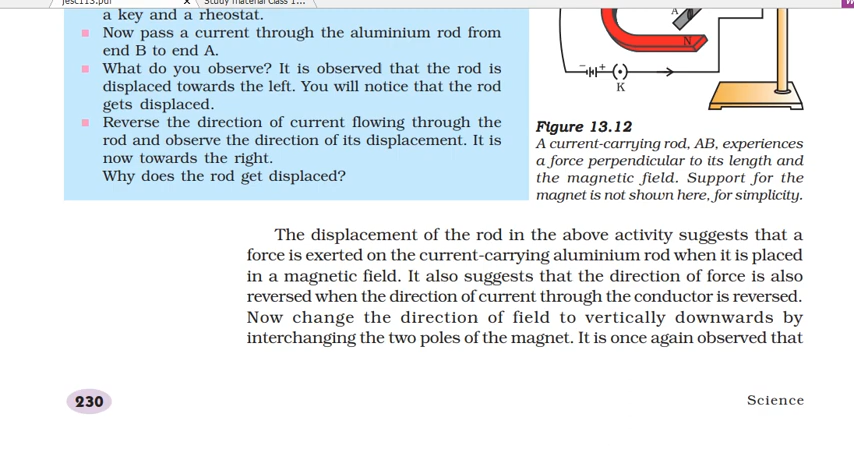 jesc113.pdf
Study material Class 1...
a key and a rheostat.
Now pass a current through the aluminium rod from
end B to end A.
What do you observe? It is observed that the rod is
displaced towards the left. You will notice that the rod
gets displaced.
Reverse the direction of current flowing through the
rod and observe the direction of its displacement. It is
now towards the right.
Why does the rod get displaced?
A
N
− +
K
Figure 13.12
A current-carrying rod, AB, experiences
a force perpendicular to its length and
the magnetic field. Support for the
magnet is not shown here, for simplicity.
The displacement of the rod in the above activity suggests that a
force is exerted on the current-carrying aluminium rod when it is placed
in a magnetic field. It also suggests that the direction of force is also
reversed when the direction of current through the conductor is reversed.
Now change the direction of field to vertically downwards by
interchanging the two poles of the magnet. It is once again observed that
230
Science